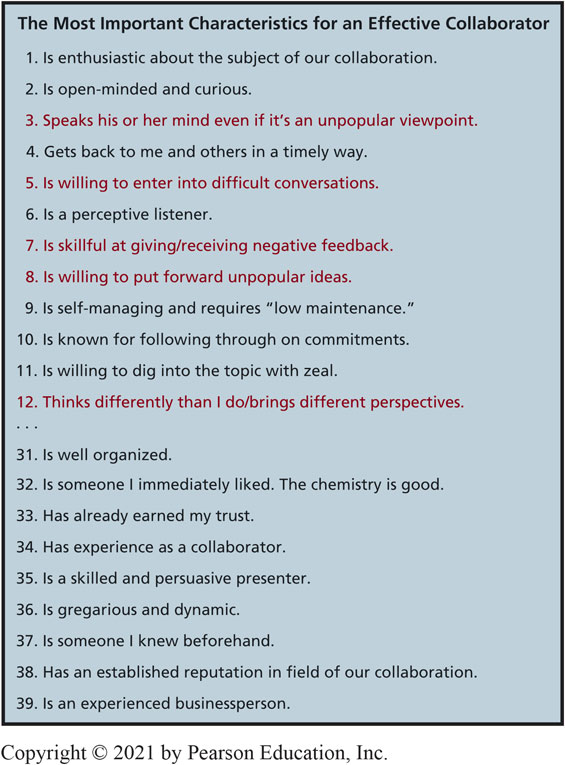 The Most Important Characteristics for an Effective Collaborator
1. Is enthusiastic about the subject of our collaboration.
2. Is open-minded and curious.
3. Speaks his or her mind even if it’s an unpopular viewpoint.
4. Gets back to me and others in a timely way.
5. Is willing to enter into difficult conversations.
6. Is a perceptive listener.
7. Is skillful at giving/receiving negative feedback.
8. Is willing to put forward unpopular ideas.
9. Is self-managing and requires “low maintenance.”
10. Is known for following through on commitments.
11. Is willing to dig into the topic with zeal.
12. Thinks differently than I do/brings different perspectives.
. . .
31. Is well organized.
32. Is someone I immediately liked. The chemistry is good.
33. Has already earned my trust.
34. Has experience as a collaborator.
35. Is a skilled and persuasive presenter.
36. Is gregarious and dynamic.
37. Is someone I knew beforehand.
38. Has an established reputation in field of our collaboration.
39. Is an experienced businessperson.
Copyright © 2021 by Pearson Education, Inc.